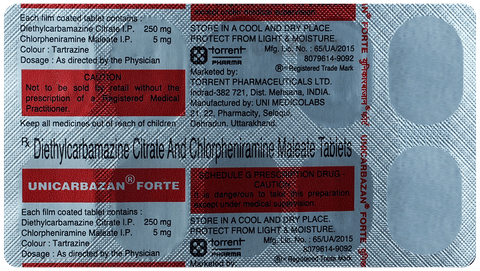 Each film coated tablet contains :
Diethylcarbamazine Citrate I.P. 250 mg
Chlorpheniramine Maleate I.P. 5 mg
Colour : Tartrazine
Dosage : As directed by the Physician
CAUTION
Not to be sold by retail without the
prescription of a Registered Medical
Practitioner.
Keep all medicines out of reach of children
STORE IN A COOL AND DRY PLACE.
PROTECT FROM LIGHT & MOISTURE.
torrent
PHARMA
Mfg. Lic. No. : 65/UA/2015
8079614-9092
® = Registered Trade Mark
Marketed by:
TORRENT PHARMACEUTICALS LTD.
Indrad-382 721, Dist. Mehsana, INDIA.
Manufactured by: UNI MEDICOLABS
21, 22, Pharmacity, Selaqui,
Dehradun, Uttarakhand.
Rx Diethylcarbamazine Citrate And Chlorpheniramine Maleate Tablets
UNICARBAZAN® FORTE
SCHEDULE G PRESCRIPTION DRUG -
CAUTION
It is dangerous to take this preparation
except under medical supervision.
Each film coated tablet contains :
Diethylcarbamazine Citrate I.P. 250 mg
Chlorpheniramine Maleate I.P. 5 mg
Colour : Tartrazine
Dosage : As directed by the Physician
STORE IN A COOL AND DRY PLACE.
PROTECT FROM LIGHT & MOISTURE.
torrent
PHARMA
Mfg. Lic. No. : 65/UA/2015
8079614-9092
® = Registered Trade Mark
Marketed by:
FORTE
UNICARBAZAN® FORTE